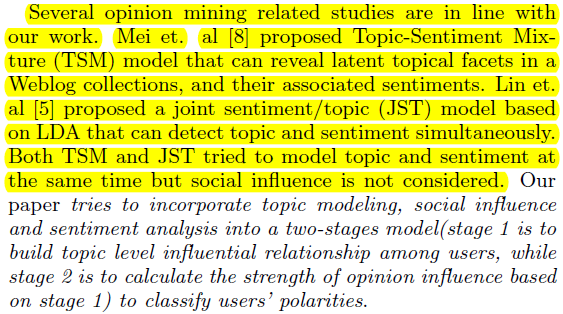 Several opinion mining related studies are in line with
our work. Mei et. al [8] proposed Topic-Sentiment Mix-
ture (TSM) model that can reveal latent topical facets in a
Weblog collections, and their associated sentiments. Lin et.
al [5] proposed a joint sentiment/topic (JST) model based
on LDA that can detect topic and sentiment simultaneously.
Both TSM and JST tried to model topic and sentiment at
the same time but social influence is not considered. Our
paper tries to incorporate topic modeling, social influence
and sentiment analysis into a two-stages model(stage 1 is to
build topic level influential relationship among users, while
stage 2 is to calculate the strength of opinion influence based
on stage 1) to classify users' polarities.